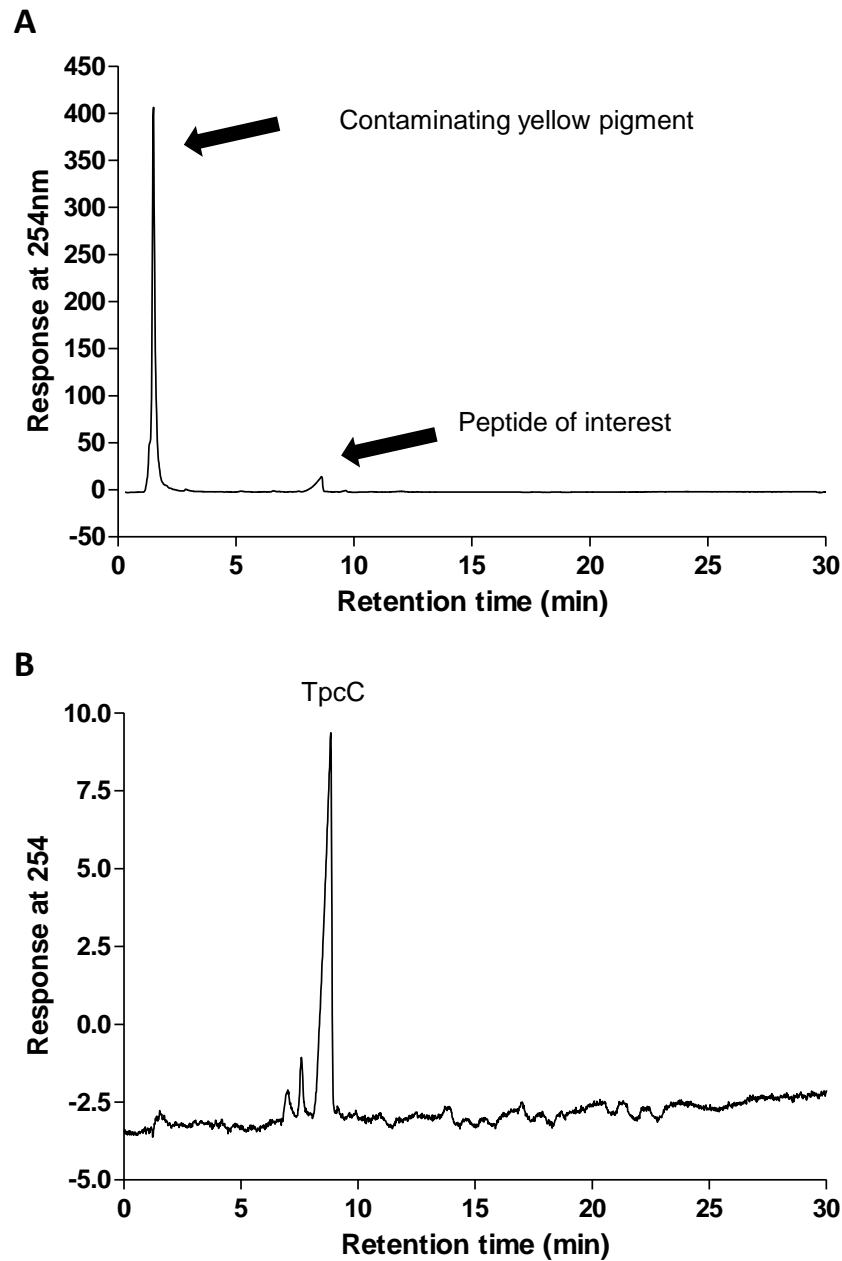 A
450
400
350
300
250
200
150
100
50
0
-50
Response at 254nm
Contaminating yellow pigment
Peptide of interest
0 5 10 15 20 25 30
Retention time (min)
B
TpcC
10.0
7.5
5.0
2.5
0.0
-2.5
-5.0
Response at 254
0 5 10 15 20 25 30
Retention time (min)